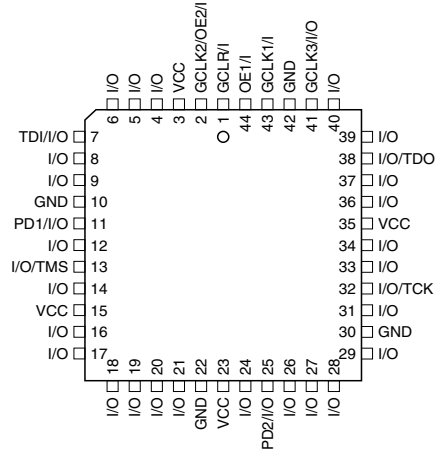 I/O
I/O
I/O
VCC
GCLK2/OE2/I
GCLR/I
OE1/I
GCLK1/I
GND
GCLK3/I/O
I/O
6
5
4
3
2
1
44
43
42
41
40
TDI/I/O 7
I/O 8
I/O 9
GND 10
PD1/I/O 11
I/O 12
I/O/TMS 13
I/O 14
VCC 15
I/O 16
I/O 17
39 I/O
38 I/O/TDO
37 I/O
36 I/O
35 VCC
34 I/O
33 I/O
32 I/O/TCK
31 I/O
30 GND
29 I/O
18
19
20
21
22
23
24
25
26
27
28
I/O
I/O
I/O
I/O
GND
VCC
I/O
PD2/I/O
I/O
I/O
I/O